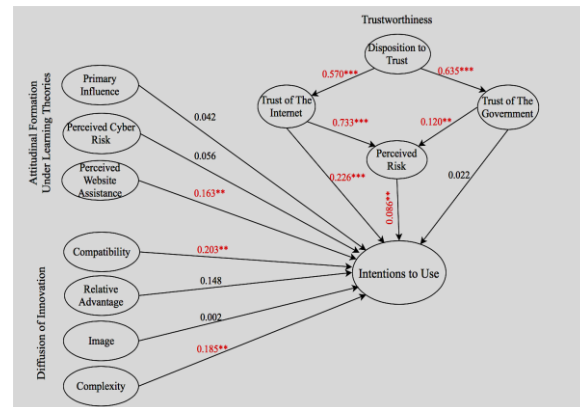 Trustworthiness
Disposition to
Trust
0.570***
0.635***
Trust of The
Internet
Trust of The
Government
0.733***
0.120**
Perceived
Risk
0.226***
0.086**
0.022
Attitudinal Formation
Under Learning Theories
Primary
Influence
0.042
Perceived Cyber
Risk
0.056
Perceived
Website
Assistance
0.163**
Intentions to Use
Diffusion of Innovation
Compatibility
0.203**
Relative
Advantage
0.148
Image
0.002
Complexity
0.185**